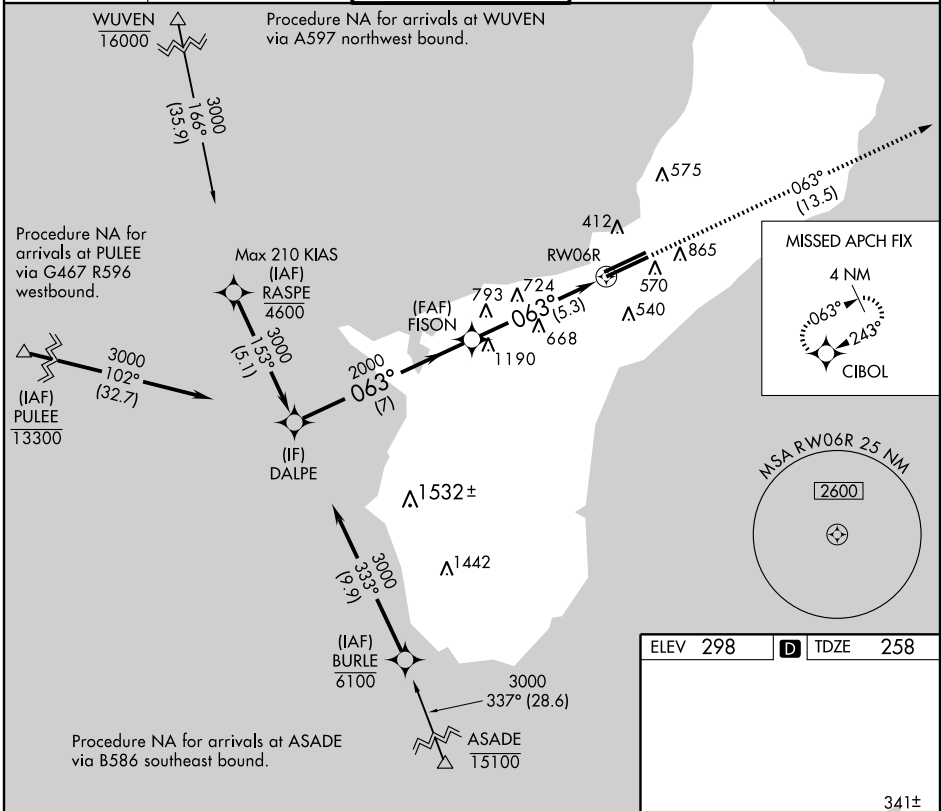 WUVEN
16000
Procedure NA for arrivals at WUVEN
via A597 northwest bound.
3000
166°
(35.9)
575
063°
(13.5)
412
865
RW06R
570
540
Procedure NA for
arrivals at PULEE
via G467 R596
westbound.
Max 210 KIAS
(IAF)
RASPE
4600
MISSED APCH FIX
4 NM
063°
243°
CIBOL
793
724
(FAF)
FISON
063°
(5.3)
668
1190
3000
153°
(5.1)
2000
063°
(7)
3000
102°
(32.7)
(IAF)
PULEE
13300
(IF)
DALPE
MSA RW06R 25 NM
2600
1532±
1442
3000
333°
(9.9)
(IAF)
BURLE
6100
3000
337° (28.6)
ASADE
15100
Procedure NA for arrivals at ASADE
via B586 southeast bound.
ELEV 298 D TDZE 258
341±